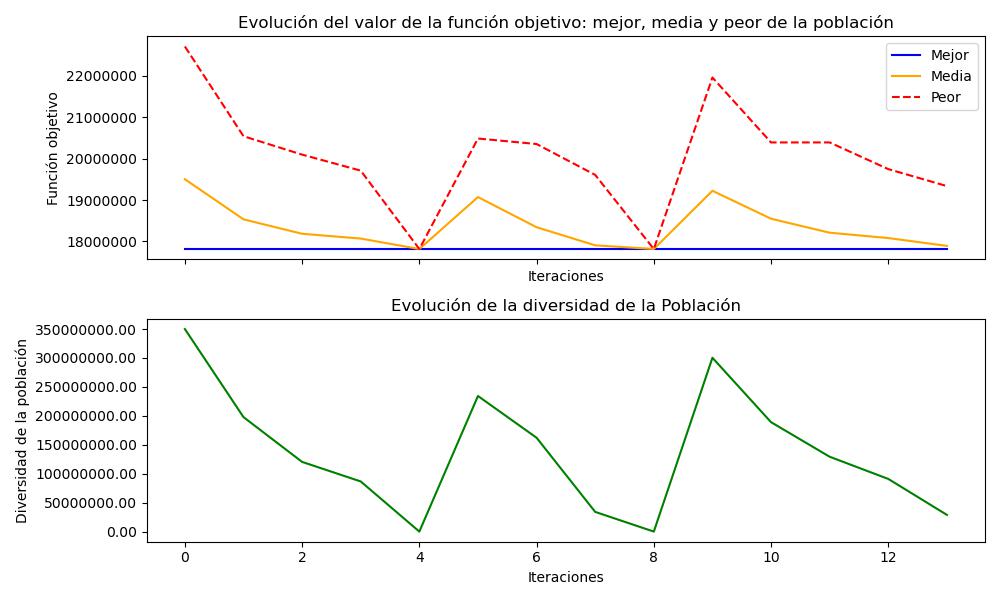 Evolución del valor de la función objetivo: mejor, media y peor de la población
Función objetivo
22000000
21000000
20000000
19000000
18000000
Mejor
Media
Peor
Iteraciones
Evolución de la diversidad de la Población
Diversidad de la población
350000000.00
300000000.00
250000000.00
200000000.00
150000000.00
100000000.00
50000000.00
0.00
0 2 4 6 8 10 12
Iteraciones